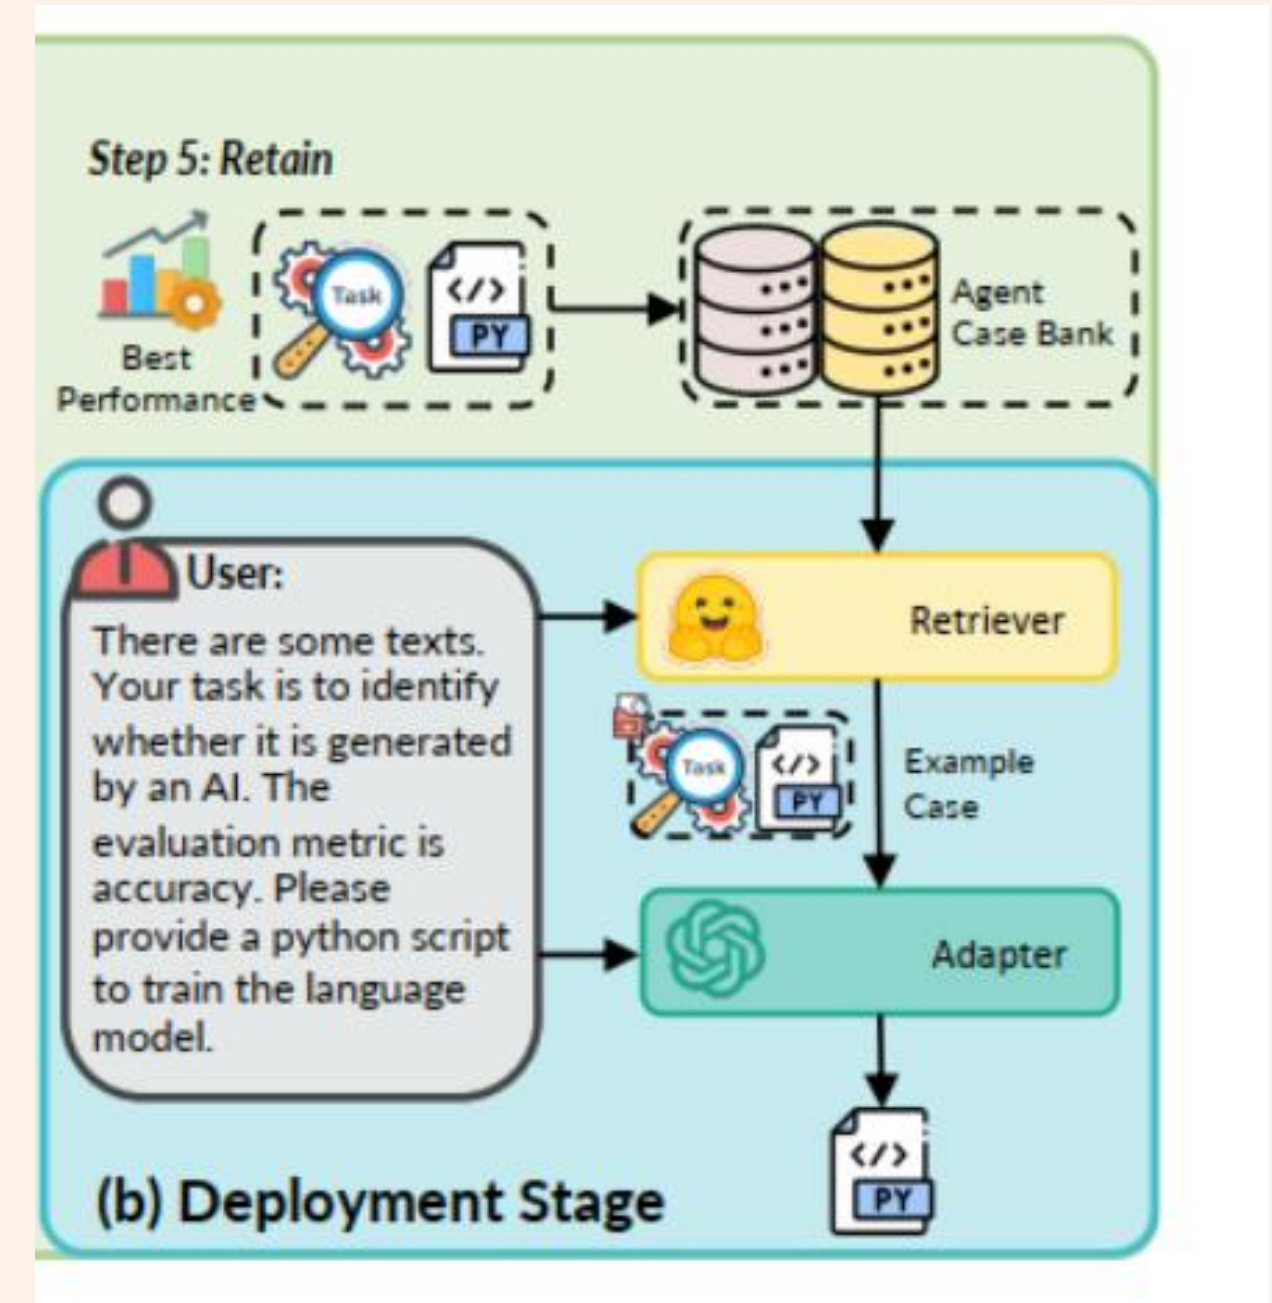 Step 5: Retain
Task
</>
PY
Best
Performance
Agent
Case Bank
User:
There are some texts.
Your task is to identify
whether it is generated
by an AI. The
evaluation metric is
accuracy. Please
provide a python script
to train the language
model.
Retriever
Task
</>
PY
Example
Case
Adapter
</>
PY
(b) Deployment Stage